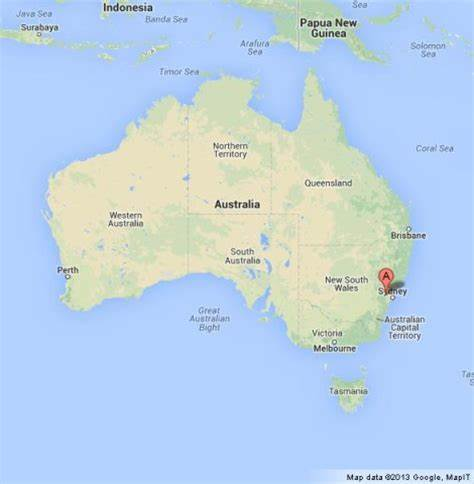 Indonesia
Java Sea
Banda Sea
Surabaya
Papua New
Guinea
Arafura
Sea
Solomon
Sea
Timor Sea
Coral Sea
Northern
Territory
Queensland
Australia
Western
Australia
Brisbane
South
Australia
Perth
A
New South
Wales
Sydney
Great
Australian
Bight
Australian
Capital
Territory
Victoria
Melbourne
Tasmania
Map data ©2013 Google, MapIT